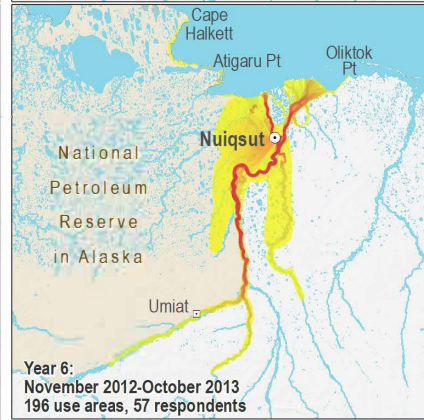 Cape
Halkett
Atigaru Pt
Oliktok
Pt
Nuiqsut
National
Petroleum
Reserve
in Alaska
Umiat
Year 6:
November 2012-October 2013
196 use areas, 57 respondents